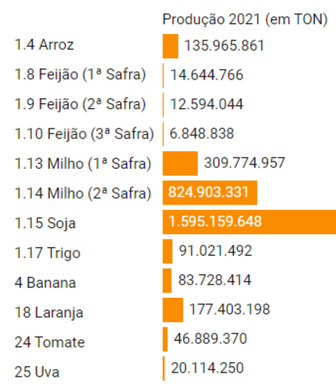 Produção 2021 (em TON)
1.4 Arroz 135.965.861
1.8 Feijão (1ª Safra) 14.644.766
1.9 Feijão (2ª Safra) 12.594.044
1.10 Feijão (3ª Safra) 6.848.838
1.13 Milho (1ª Safra) 309.774.957
1.14 Milho (2ª Safra) 824.903.331
1.15 Soja 1.595.159.648
1.17 Trigo 91.021.492
4 Banana 83.728.414
18 Laranja 177.403.198
24 Tomate 46.889.370
25 Uva 20.114.250